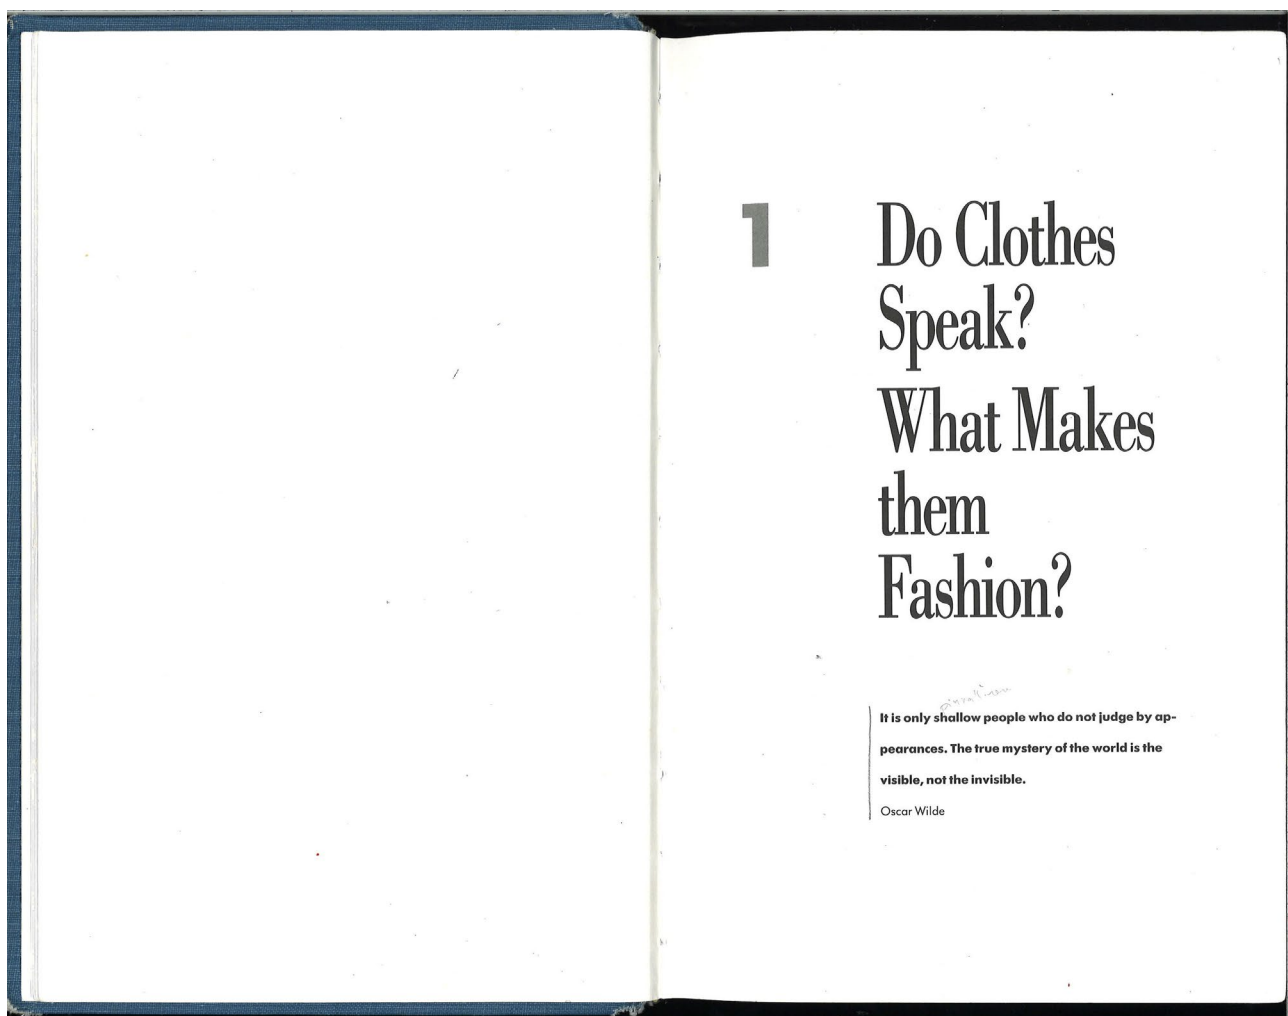 1
Do Clothes
Speak?
What Makes
them
Fashion?
It is only shallow people who do not judge by ap-
pearances. The true mystery of the world is the
visible, not the invisible.
Oscar Wilde